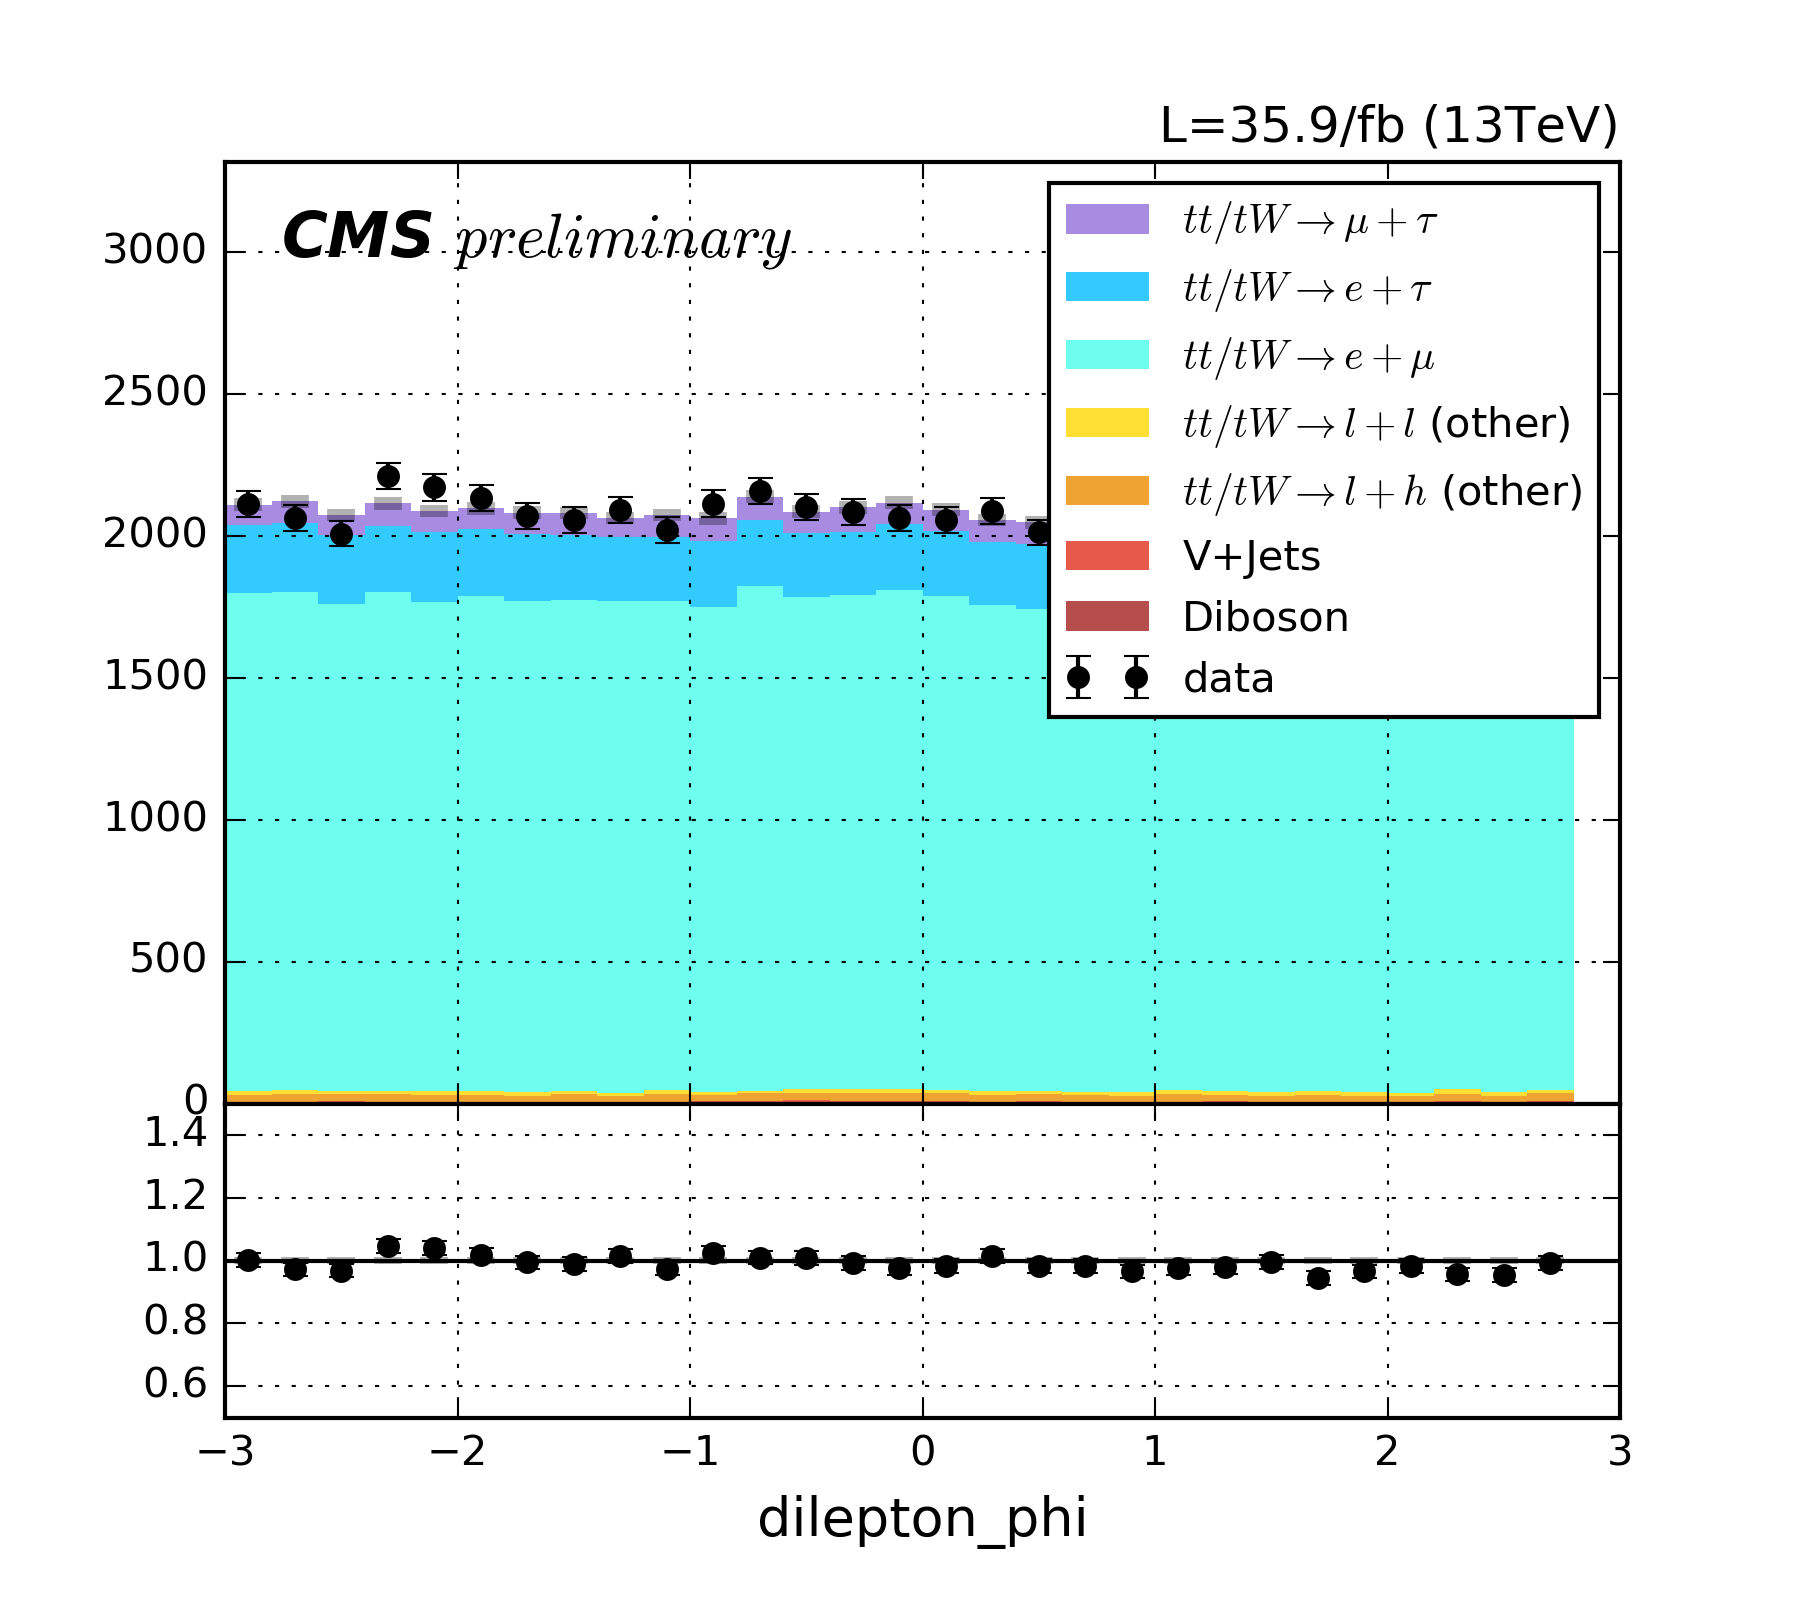 L=35.9/fb (13TeV)
CMS preliminary
tt/tW → μ + τ
tt/tW → e + τ
tt/tW → e + μ
tt/tW → l + l (other)
tt/tW → l + h (other)
V+Jets
Diboson
data
3000
2500
2000
1500
1000
500
0
1.4
1.2
1.0
0.8
0.6
−3 −2 −1 0 1 2 3
dilepton_phi